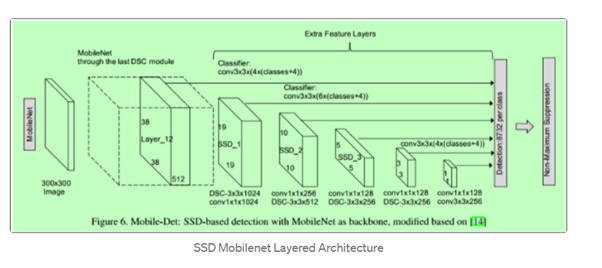 Extra Feature Layers
MobileNet
through the last DSC module
Classifier:
conv3x3x(4x(classes+4))
Classifier:
conv3x3x(6x(classes+4))
MobileNet
38
Layer_12
38
512
19
SSD_1
19
10
SSD_2
10
5
SSD_3
5
conv3x3x(4x(classes+4))
3
3
1
Detection:8732 per class
Non-Maximum Suppression
300x300
Image
DSC-3x3x1024
conv1x1x1024
conv1x1x256
DSC-3x3x512
conv1x1x128
DSC-3x3x256
conv1x1x128
DSC-3x3x256
conv1x1x128
conv3x3x256
Figure 6. Mobile-Det: SSD-based detection with MobileNet as backbone, modified based on [14]
SSD Mobilenet Layered Architecture